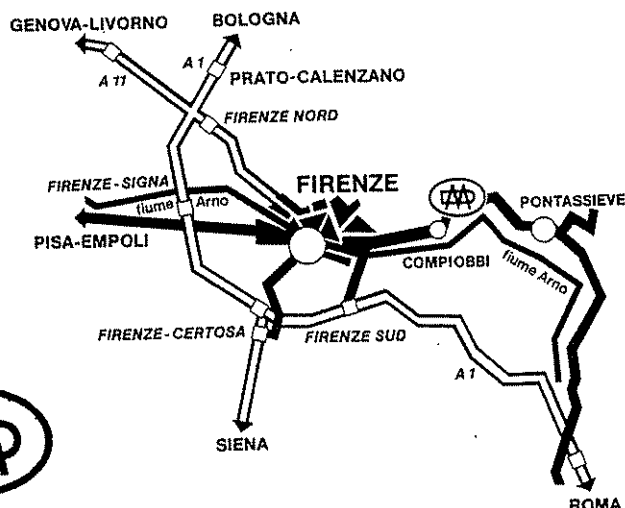 GENOVA-LIVORNO
BOLOGNA
A 11
A 1
PRATO-CALENZANO
FIRENZE NORD
FIRENZE-SIGNA
FIRENZE
fiume Arno
PISA-EMPOLI
PONTASSIEVE
COMPIOBBI
fiume Arno
FIRENZE-CERTOSA
FIRENZE SUD
A 1
SIENA
ROMA